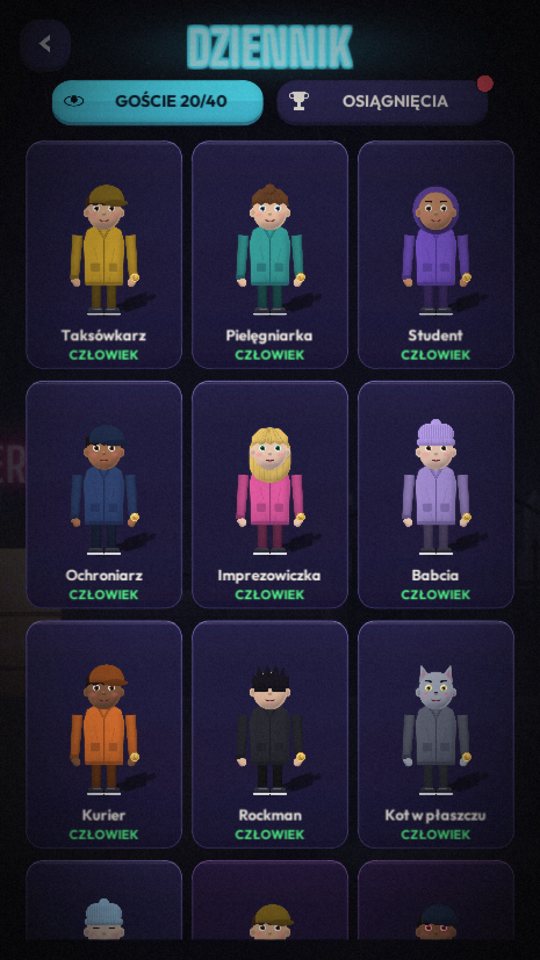 DZIENNIK
GOŚCIE 20/40
OSIĄGNIĘCIA
Taksówkarz
CZŁOWIEK
Pielęgniarka
CZŁOWIEK
Student
CZŁOWIEK
Ochroniarz
CZŁOWIEK
Imprezowiczka
CZŁOWIEK
Babcia
CZŁOWIEK
Kurier
CZŁOWIEK
Rockman
CZŁOWIEK
Kot w płaszczu
CZŁOWIEK